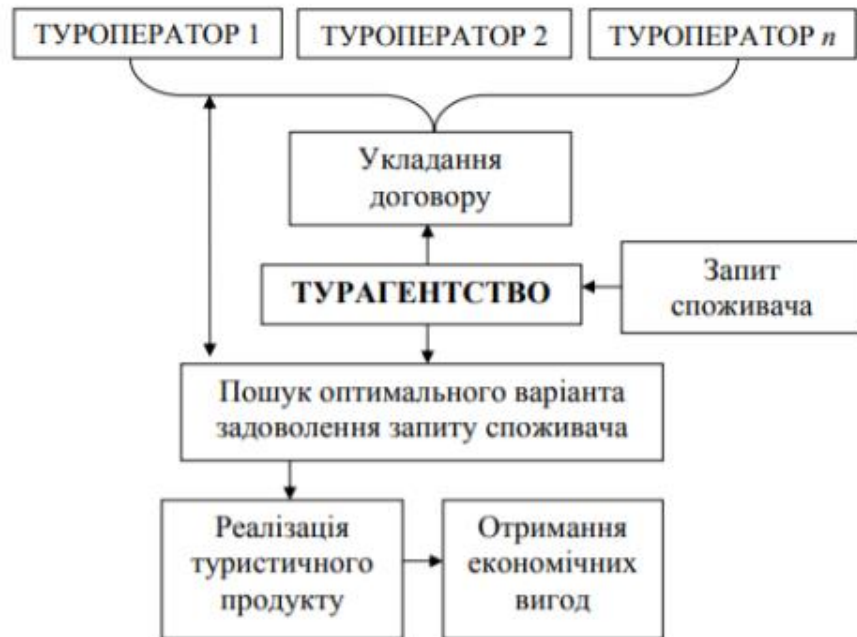 ТУРОПЕРАТОР 1
ТУРОПЕРАТОР 2
ТУРОПЕРАТОР n
Укладання
договору
ТУРАГЕНТСТВО
Запит
споживача
Пошук оптимального варіанта
задоволення запиту споживача
Реалізація
туристичного
продукту
Отримання
економічних
вигод